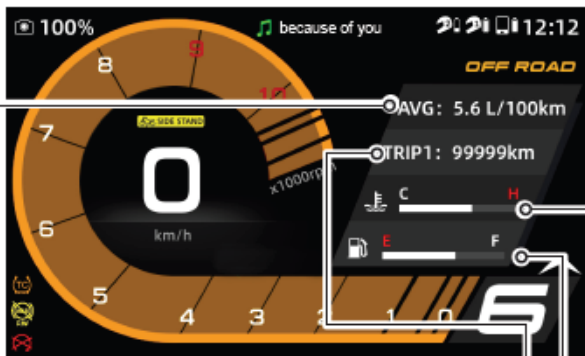 100%
because of you
12:12
OFF ROAD
AVG: 5.6 L/100km
TRIP1: 99999km
C H
E F
SIDE STAND
0
km/h
x1000rpm
10
9
8
7
6
5
4
3
2
1
0
6
TC